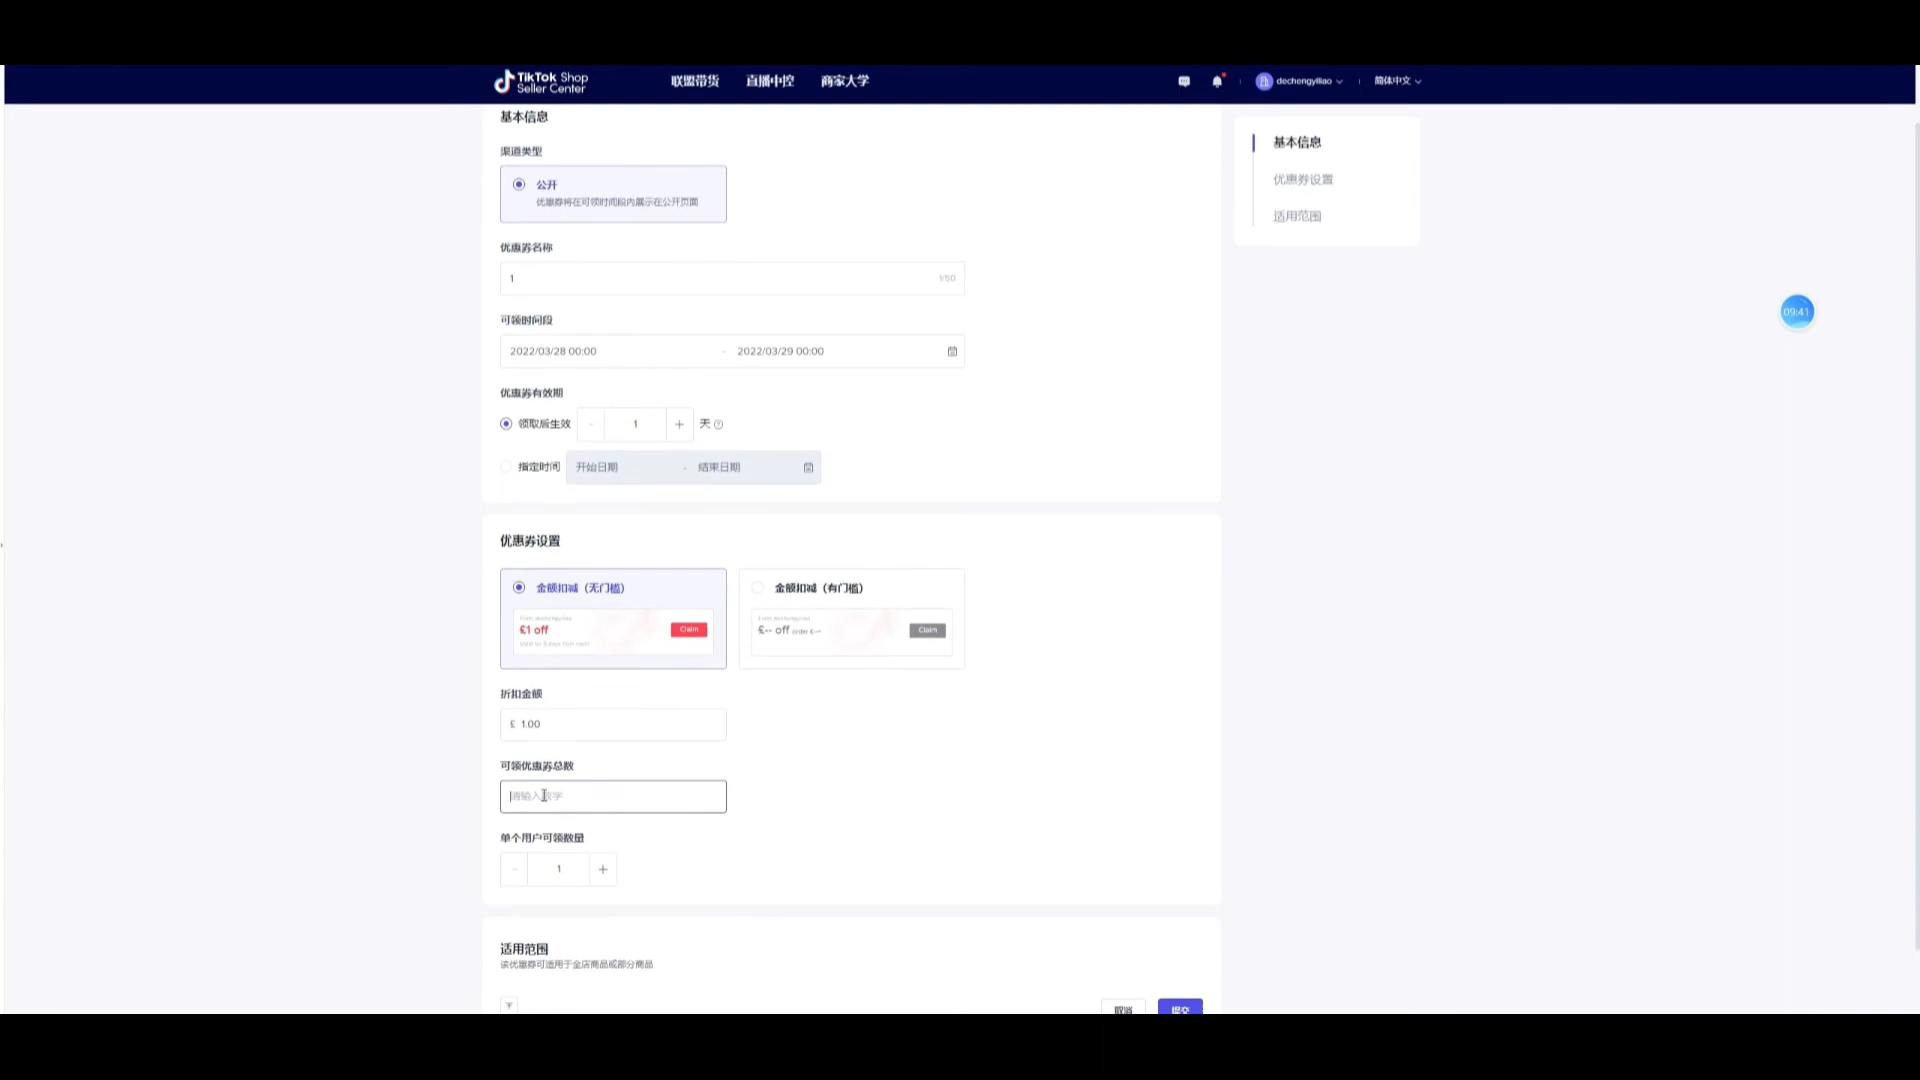 TikTok Shop
Seller Center
联盟带货
直播中控
商家大学
dechengyiliao
简体中文
基本信息
渠道类型
公开
优惠券将在可领时间段内展示在公开页面
优惠券名称
1
1/50
可领时间段
2022/03/28 00:00 - 2022/03/29 00:00
优惠券有效期
领取后生效 - 1 + 天
指定时间 开始日期 - 结束日期
基本信息
优惠券设置
适用范围
09:41
优惠券设置
金额扣减（无门槛）
£1 off
Claim
金额扣减（有门槛）
£-- off order £--
Claim
折扣金额
£ 1.00
可领优惠券总数
请输入数字
单个用户可领数量
- 1 +
适用范围
该优惠券可适用于全店商品或部分商品
取消
提交